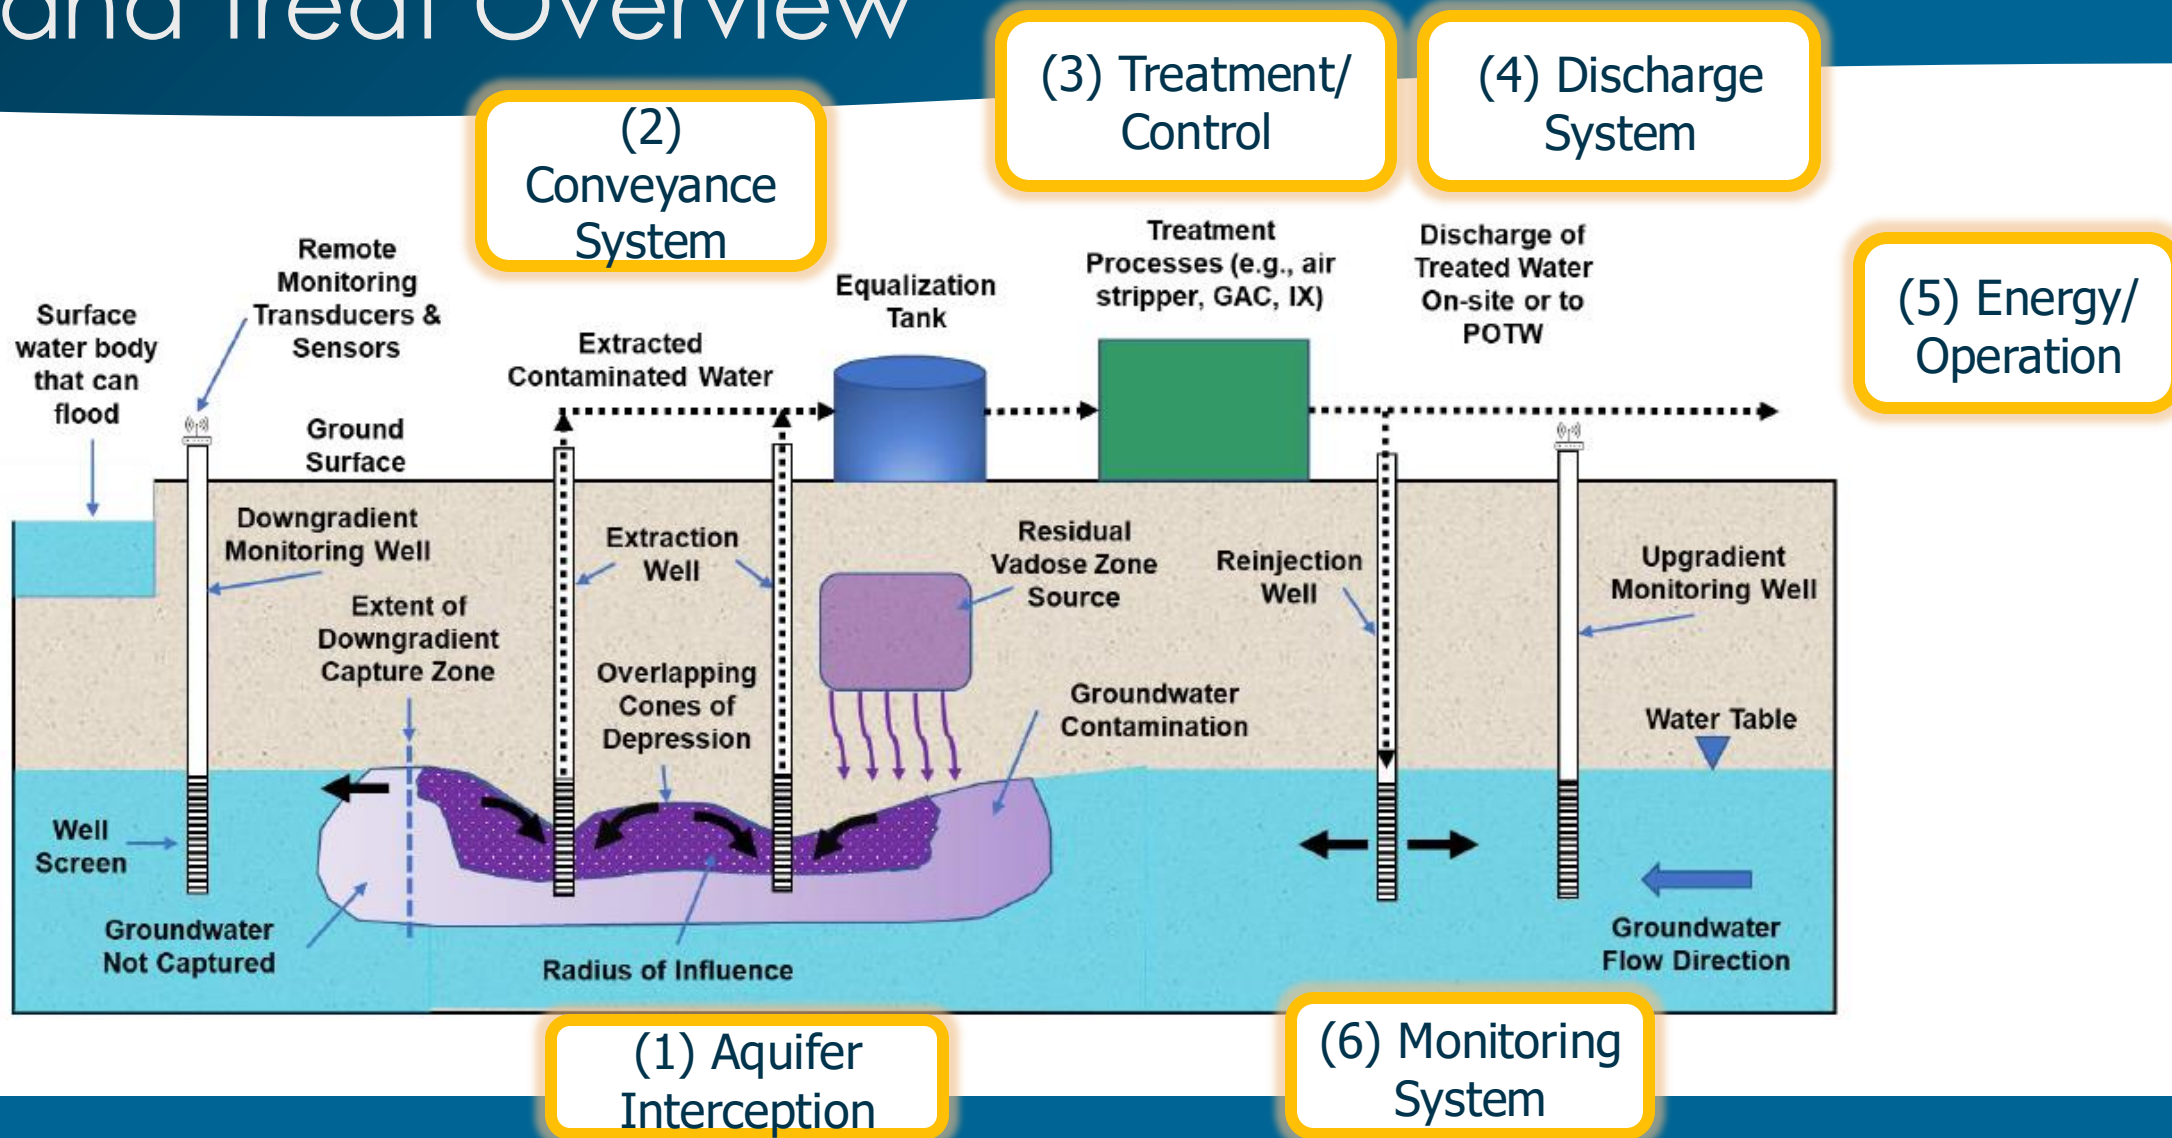 and Treat Overview
(3) Treatment/
Control
(4) Discharge
System
(2)
Conveyance
System
(5) Energy/
Operation
Surface
water body
that can
flood
Remote
Monitoring
Transducers &
Sensors
Ground
Surface
Extracted
Contaminated Water
Equalization
Tank
Treatment
Processes (e.g., air
stripper, GAC, IX)
Discharge of
Treated Water
On-site or to
POTW
Downgradient
Monitoring Well
Extraction
Well
Residual
Vadose Zone
Source
Reinjection
Well
Upgradient
Monitoring Well
Extent of
Downgradient
Capture Zone
Overlapping
Cones of
Depression
Groundwater
Contamination
Water Table
Well
Screen
Groundwater
Not Captured
Radius of Influence
Groundwater
Flow Direction
(1) Aquifer
Interception
(6) Monitoring
System